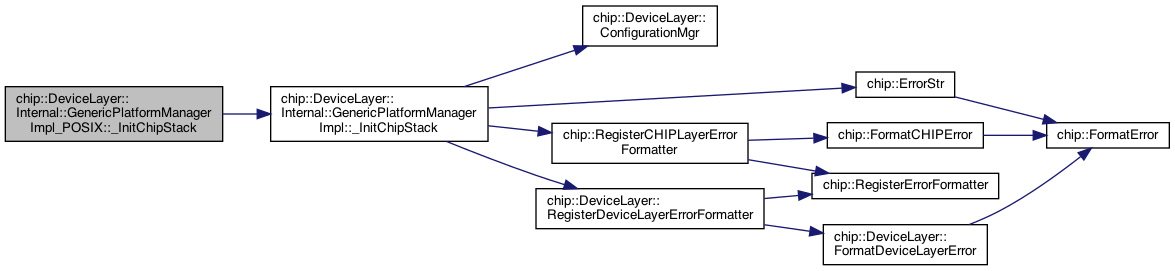 chip::DeviceLayer::
Internal::GenericPlatformManager
Impl_POSIX::_InitChipStack
chip::DeviceLayer::
Internal::GenericPlatformManager
Impl::_InitChipStack
chip::DeviceLayer::
ConfigurationMgr
chip::ErrorStr
chip::RegisterCHIPLayerError
Formatter
chip::FormatCHIPError
chip::FormatError
chip::RegisterErrorFormatter
chip::DeviceLayer::
RegisterDeviceLayerErrorFormatter
chip::DeviceLayer::
FormatDeviceLayerError